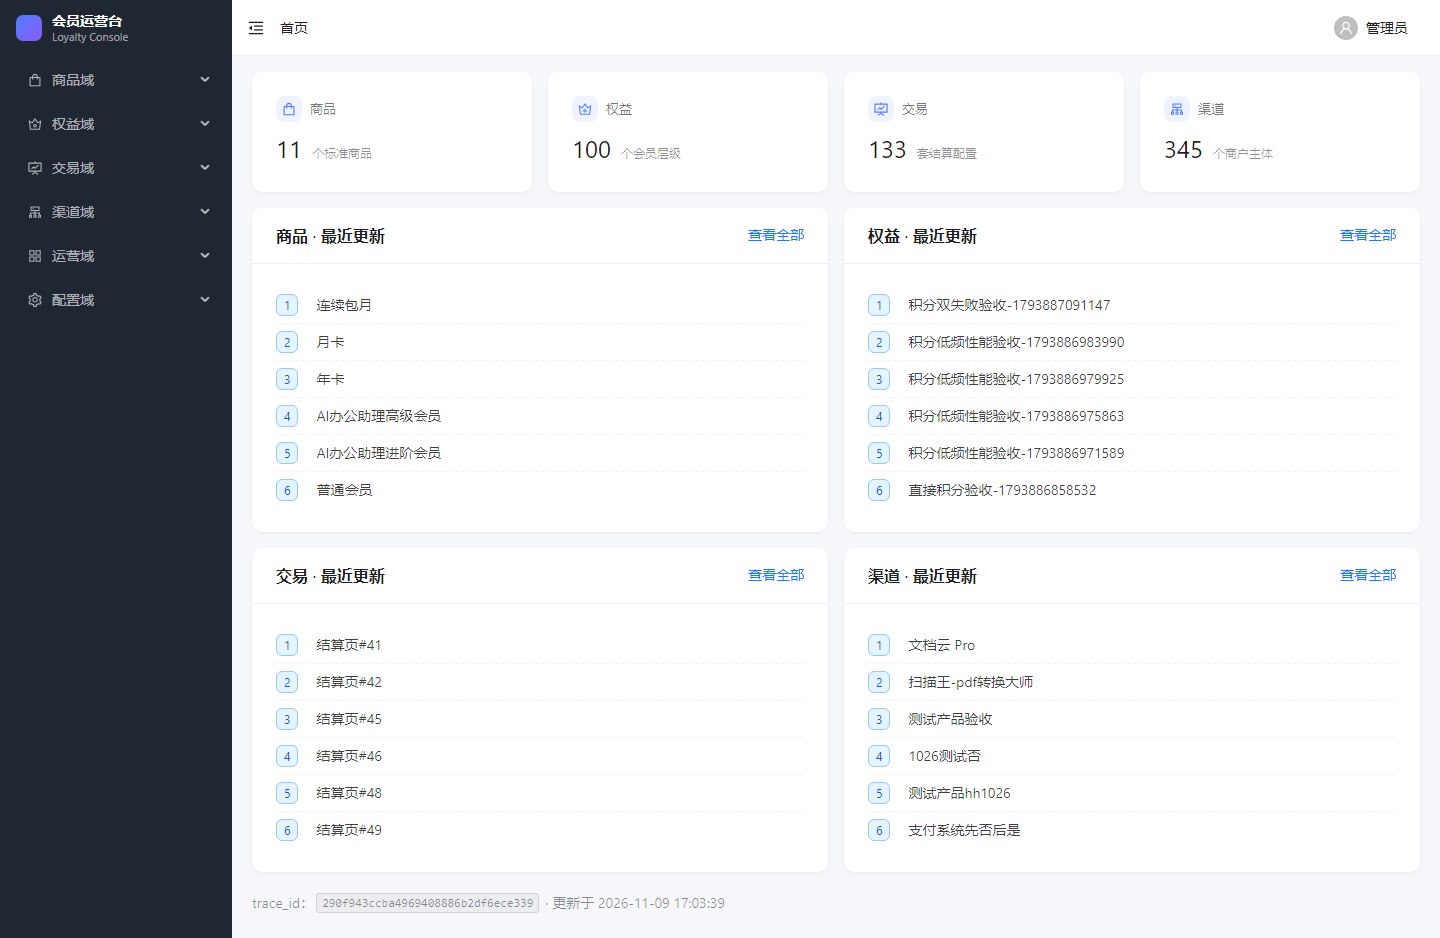 会员运营台
Loyalty Console
商品域
权益域
交易域
渠道域
运营域
配置域
首页
管理员
商品
11 个标准商品
权益
100 个会员层级
交易
133 套结算配置
渠道
345 个商户主体
商品 · 最近更新
查看全部
1 连续包月
2 月卡
3 年卡
4 AI办公助理高级会员
5 AI办公助理进阶会员
6 普通会员
权益 · 最近更新
查看全部
1 积分双失败验收-1793887091147
2 积分低频性能验收-1793886983990
3 积分低频性能验收-1793886979925
4 积分低频性能验收-1793886975863
5 积分低频性能验收-1793886971589
6 直接积分验收-1793886858532
交易 · 最近更新
查看全部
1 结算页#41
2 结算页#42
3 结算页#45
4 结算页#46
5 结算页#48
6 结算页#49
渠道 · 最近更新
查看全部
1 文档云 Pro
2 扫描王-pdf转换大师
3 测试产品验收
4 1026测试否
5 测试产品hh1026
6 支付系统先否后是
trace_id： 290f943ccba4969408886b2df6ece339 · 更新于 2026-11-09 17:03:39